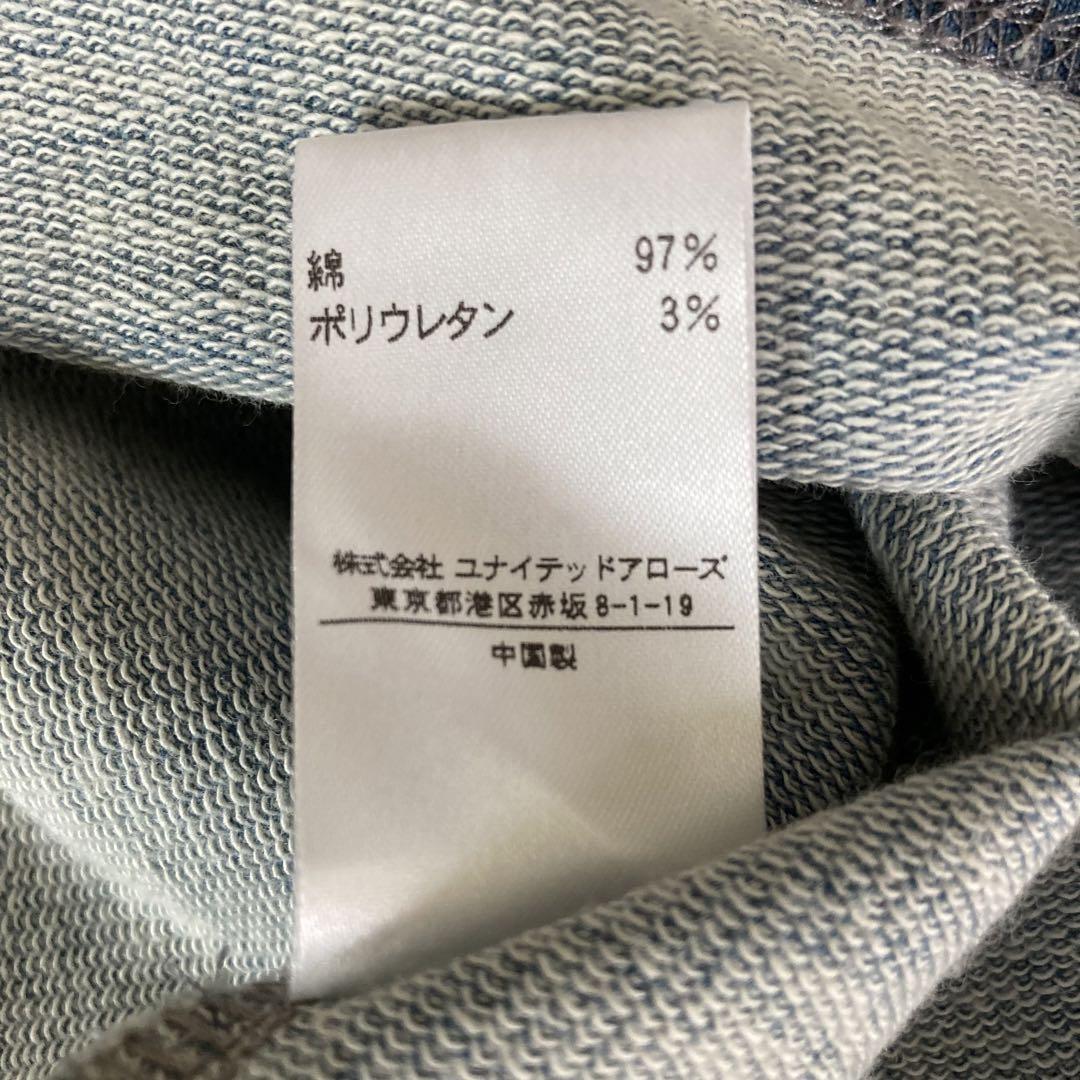 綿 97%
ポリウレタン 3%
株式会社 ユナイテッドアローズ
東京都港区赤坂8-1-19
中国製